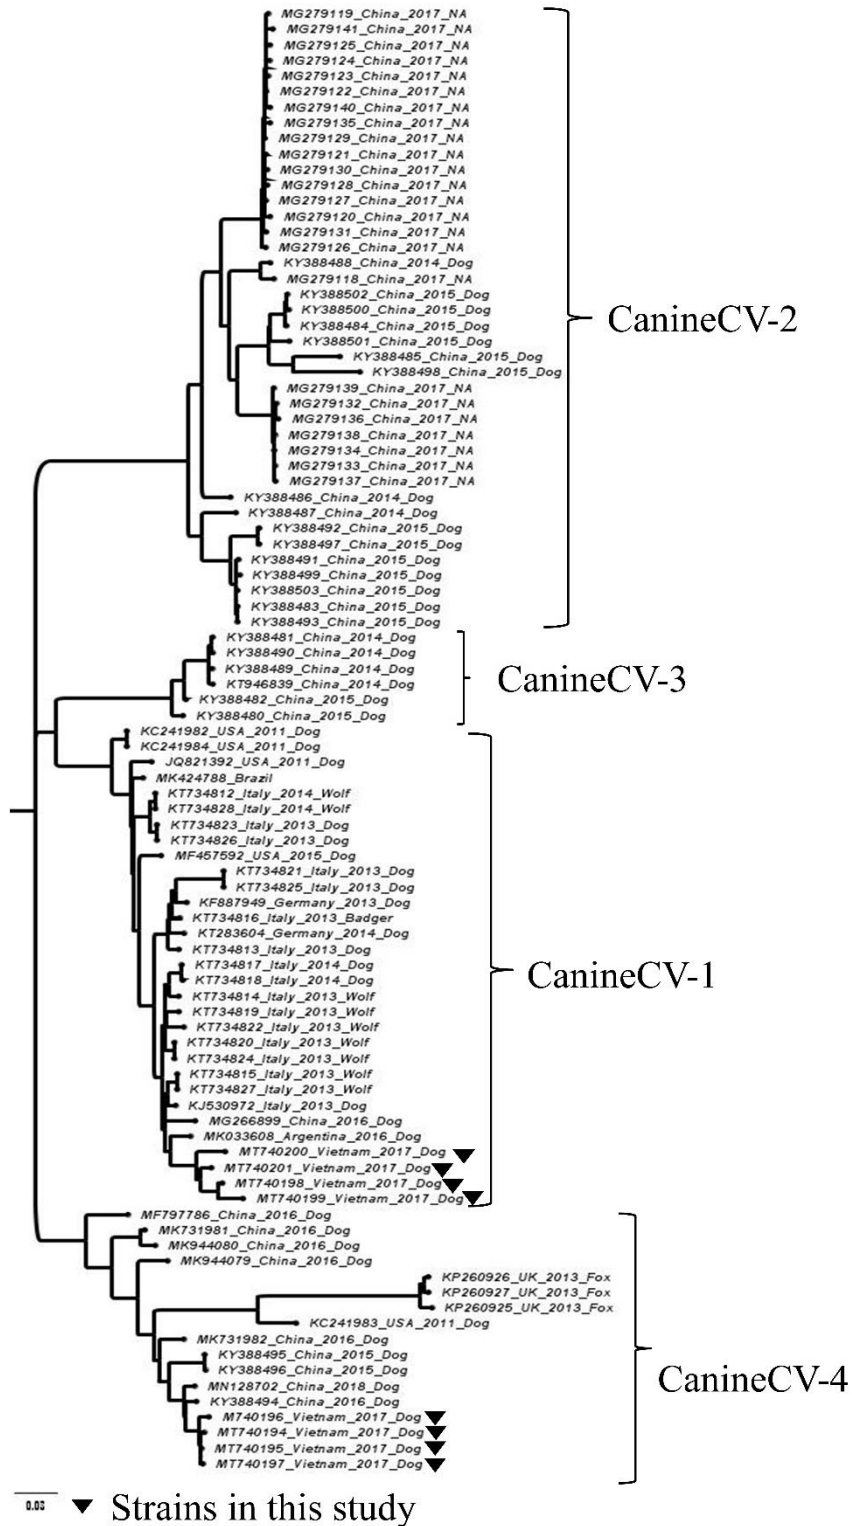 MG279119_China_2017_NA
MG279141_China_2017_NA
MG279125_China_2017_NA
MG279124_China_2017_NA
MG279123_China_2017_NA
MG279122_China_2017_NA
MG279140_China_2017_NA
MG279135_China_2017_NA
MG279129_China_2017_NA
MG279121_China_2017_NA
MG279130_China_2017_NA
MG279128_China_2017_NA
MG279127_China_2017_NA
MG279120_China_2017_NA
MG279131_China_2017_NA
MG279126_China_2017_NA
KY388488_China_2014_Dog
MG279118_China_2017_NA
KY388502_China_2015_Dog
KY388500_China_2015_Dog
CanineCV-2
KY388484_China_2015_Dog
KY388501_China_2015_Dog
KY388485_China_2015_Dog
KY388498_China_2015_Dog
MG279139_China_2017_NA
MG279132_China_2017_NA
MG279136_China_2017_NA
MG279138_China_2017_NA
MG279134_China_2017_NA
MG279133_China_2017_NA
MG279137_China_2017_NA
KY388486_China_2014_Dog
KY388487_China_2014_Dog
KY388492_China_2015_Dog
KY388497_China_2015_Dog
KY388491_China_2015_Dog
KY388499_China_2015_Dog
KY388503_China_2015_Dog
KY388483_China_2015_Dog
KY388493_China_2015_Dog
KY388481_China_2014_Dog
KY388490_China_2014_Dog
KY388489_China_2014_Dog
CanineCV-3
KT946839_China_2014_Dog
KY388482_China_2015_Dog
KY388480_China_2015_Dog
KC241982_USA_2011_Dog
KC241984_USA_2011_Dog
JQ821392_USA_2011_Dog
MK424788_Brazil
KT734812_Italy_2014_Wolf
KT734828_Italy_2014_Wolf
KT734823_Italy_2013_Dog
KT734826_Italy_2013_Dog
MF457592_USA_2015_Dog
KT734821_Italy_2013_Dog
KT734825_Italy_2013_Dog
KF887949_Germany_2013_Dog
KT734816_Italy_2013_Badger
KT283604_Germany_2014_Dog
KT734813_Italy_2013_Dog
KT734817_Italy_2014_Dog
CanineCV-1
KT734818_Italy_2014_Dog
KT734814_Italy_2013_Wolf
KT734819_Italy_2013_Wolf
KT734822_Italy_2013_Wolf
KT734820_Italy_2013_Wolf
KT734824_Italy_2013_Wolf
KT734815_Italy_2013_Wolf
KT734827_Italy_2013_Wolf
KJ530972_Italy_2013_Dog
MG266899_China_2016_Dog
MK033608_Argentina_2016_Dog
MT740200_Vietnam_2017_Dog
MT740201_Vietnam_2017_Dog
MT740198_Vietnam_2017_Dog
MT740199_Vietnam_2017_Dog
MF797786_China_2016_Dog
MK731981_China_2016_Dog
MK944080_China_2016_Dog
MK944079_China_2016_Dog
KP260926_UK_2013_Fox
KP260927_UK_2013_Fox
KP260925_UK_2013_Fox
KC241983_USA_2011_Dog
MK731982_China_2016_Dog
KY388495_China_2015_Dog
KY388496_China_2015_Dog
CanineCV-4
MN128702_China_2018_Dog
KY388494_China_2016_Dog
M740196_Vietnam_2017_Dog
MT740194_Vietnam_2017_Dog
MT740195_Vietnam_2017_Dog
MT740197_Vietnam_2017_Dog
0.03
Strains in this study